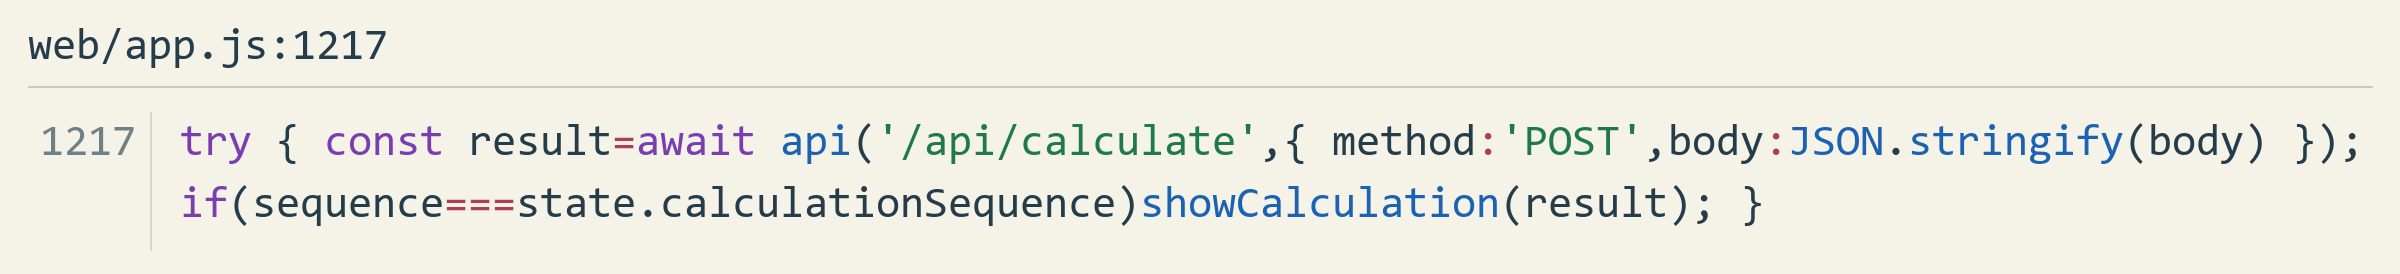 web/app.js:1217
1217 try { const result=await api('/api/calculate',{ method:'POST',body:JSON.stringify(body) });
if(sequence===state.calculationSequence)showCalculation(result); }